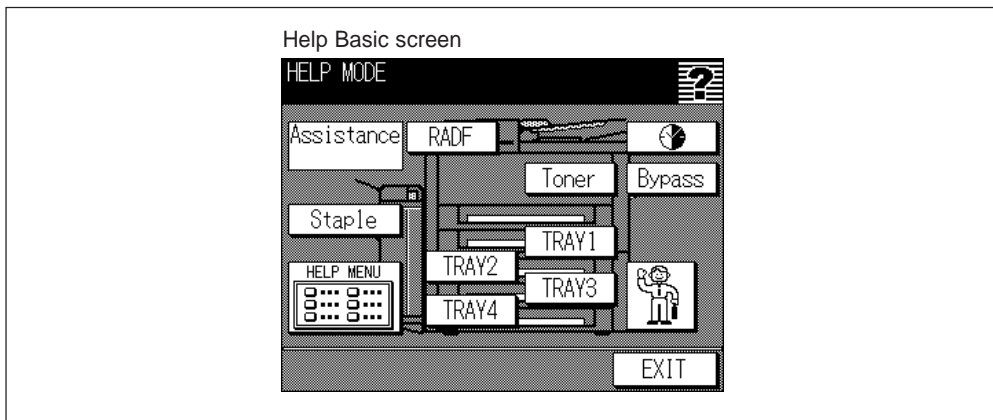 Help Basic screen
HELP MODE
?
Assistance
RADF
Toner
Bypass
Staple
TRAY1
TRAY2
HELP MENU
TRAY3
TRAY4
EXIT